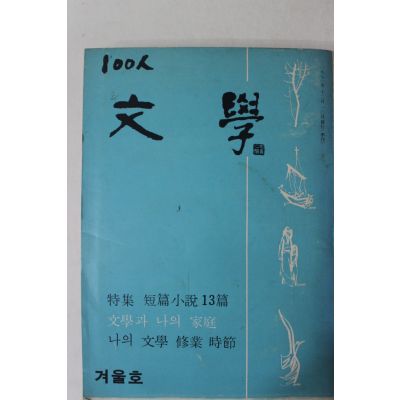 100人
文學
特集 短篇小說 13篇
文學과 나의 家庭
나의 文學 修業 時節
겨울호